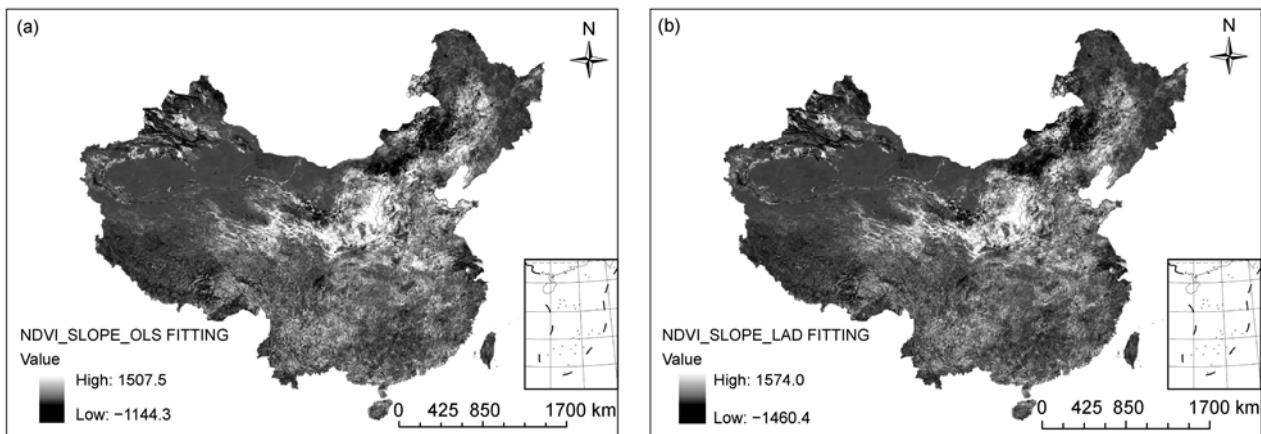 (a)
N
NDVI_SLOPE_OLS FITTING
Value
High: 1507.5
Low: −1144.3
0 425 850 1700 km
(b)
N
NDVI_SLOPE_LAD FITTING
Value
High: 1574.0
Low: −1460.4
0 425 850 1700 km